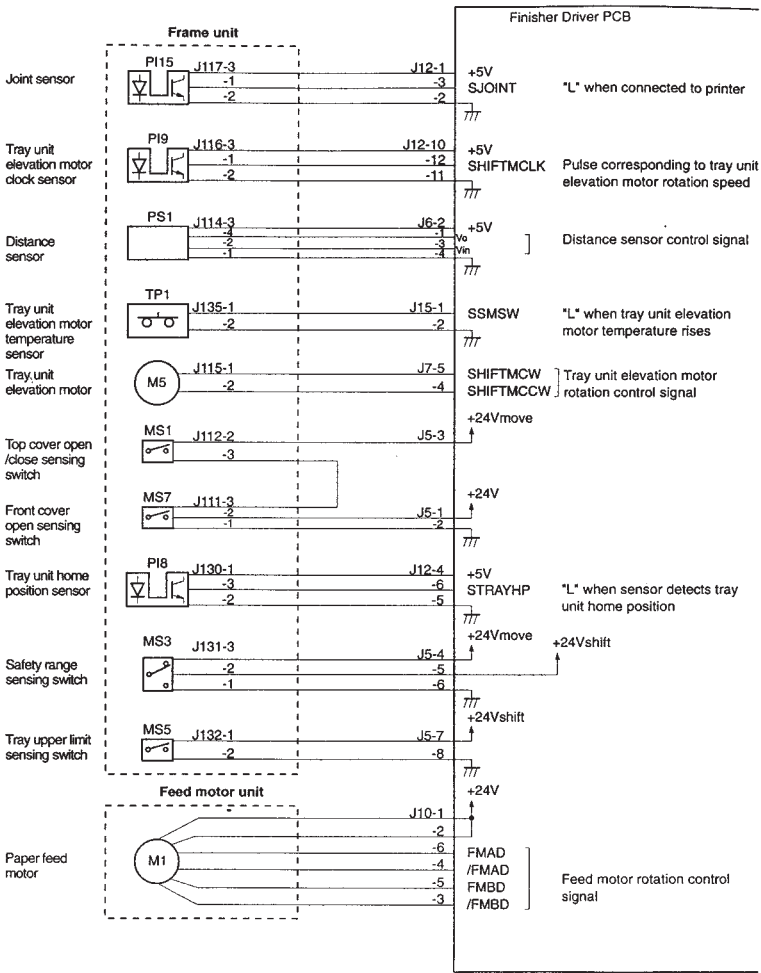 Finisher Driver PCB
Frame unit
Joint sensor
PI15
J117-3
-1
-2
J12-1
-3
-2
+5V
SJOINT
"L" when connected to printer
Tray unit
elevation motor
clock sensor
PI9
J116-3
-1
-2
J12-10
-12
-11
+5V
SHIFTMCLK
Pulse corresponding to tray unit
elevation motor rotation speed
Distance
sensor
PS1
J114-3
-4
-2
-1
J6-2
-1
-3
-4
+5V
Vo
Vin
Distance sensor control signal
Tray unit
elevation motor
temperature
sensor
TP1
J135-1
-2
J15-1
-2
SSMSW
"L" when tray unit elevation
motor temperature rises
Tray unit
elevation motor
M5
J115-1
-2
J7-5
-4
SHIFTMCW
SHIFTMCCW
Tray unit elevation motor
rotation control signal
Top cover open
/close sensing
switch
MS1
J112-2
-3
J5-3
+24Vmove
Front cover
open sensing
switch
MS7
J111-3
-2
-1
J5-1
-2
+24V
Tray unit home
position sensor
PI8
J130-1
-3
-2
J12-4
-6
-5
+5V
STRAYHP
"L" when sensor detects tray
unit home position
Safety range
sensing switch
MS3
J131-3
-2
-1
J5-4
-5
-6
+24Vmove
+24Vshift
Tray upper limit
sensing switch
MS5
J132-1
-2
J5-7
-8
+24Vshift
Feed motor unit
Paper feed
motor
M1
J10-1
-2
-6
-4
-5
-3
+24V
FMAD
/FMAD
FMBD
/FMBD
Feed motor rotation control
signal